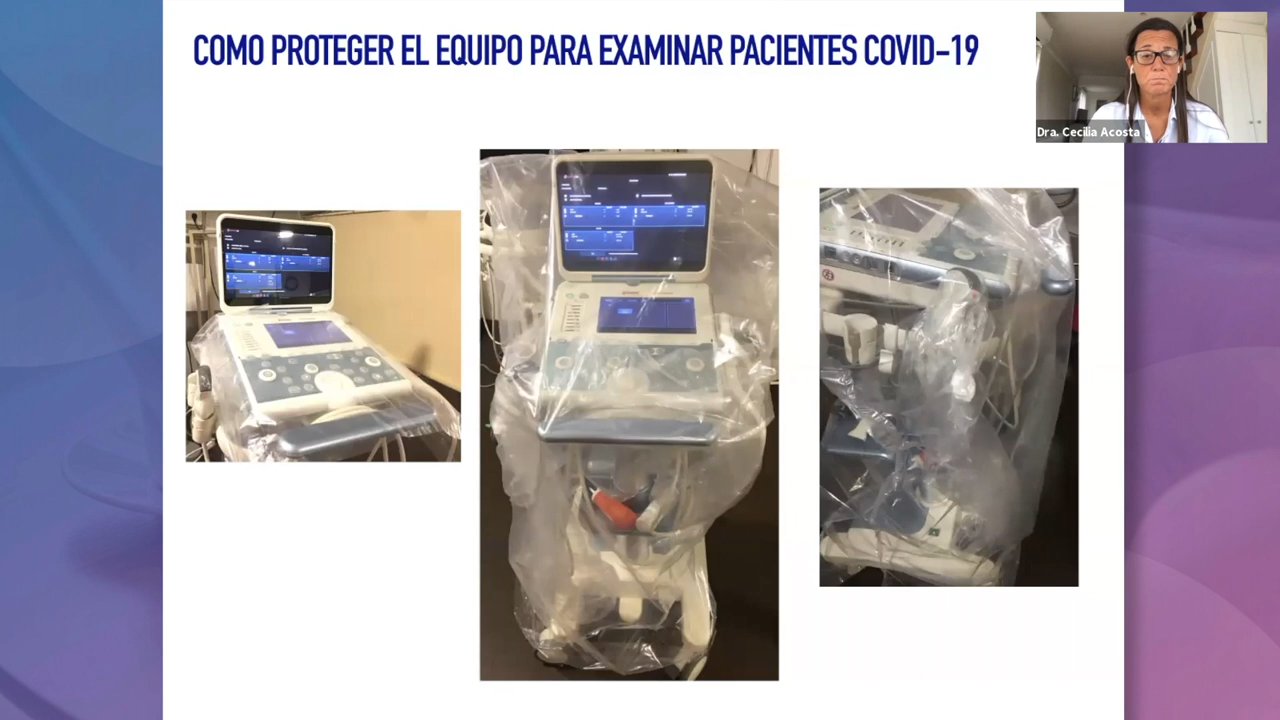 COMO PROTEGER EL EQUIPO PARA EXAMINAR PACIENTES COVID-19
Dra. Cecilia Acosta